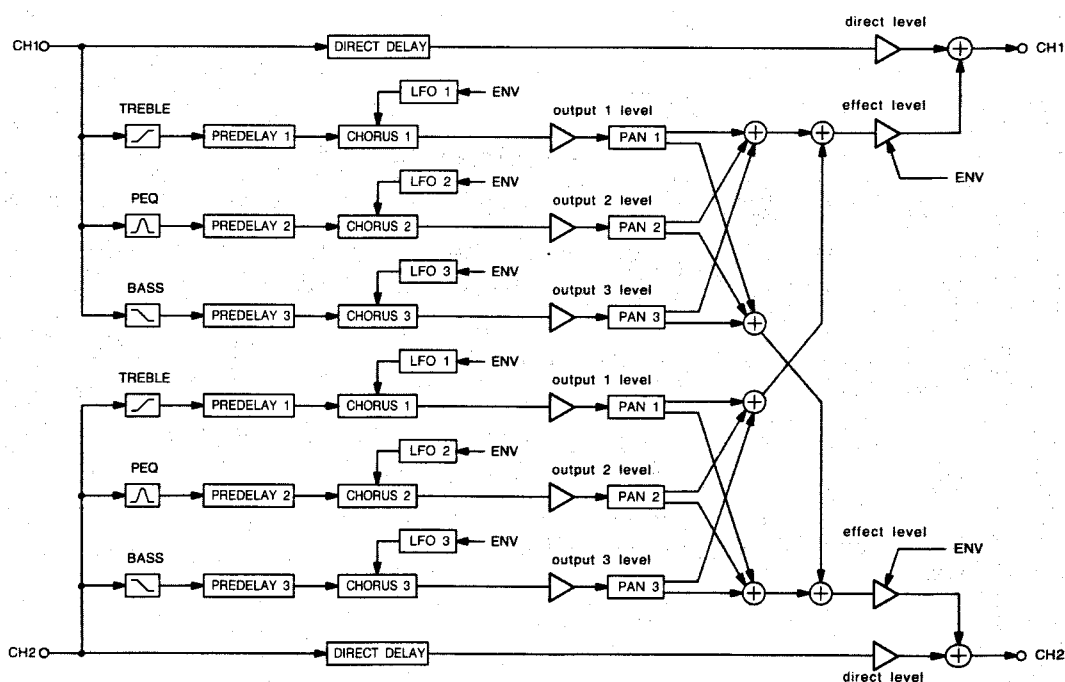 direct level
CH1 DIRECT DELAY CH1
LFO 1 ENV
TREBLE output 1 level effect level
PREDELAY 1 CHORUS 1 PAN 1
ENV
LFO 2 ENV
PEQ output 2 level
PREDELAY 2 CHORUS 2 PAN 2
LFO 3 ENV
BASS output 3 level
PREDELAY 3 CHORUS 3 PAN 3
LFO 1 ENV
TREBLE output 1 level
PREDELAY 1 CHORUS 1 PAN 1
LFO 2 ENV
PEQ output 2 level
PREDELAY 2 CHORUS 2 PAN 2
effect level
LFO 3 ENV ENV
BASS output 3 level
PREDELAY 3 CHORUS 3 PAN 3
CH2 DIRECT DELAY CH2
direct level